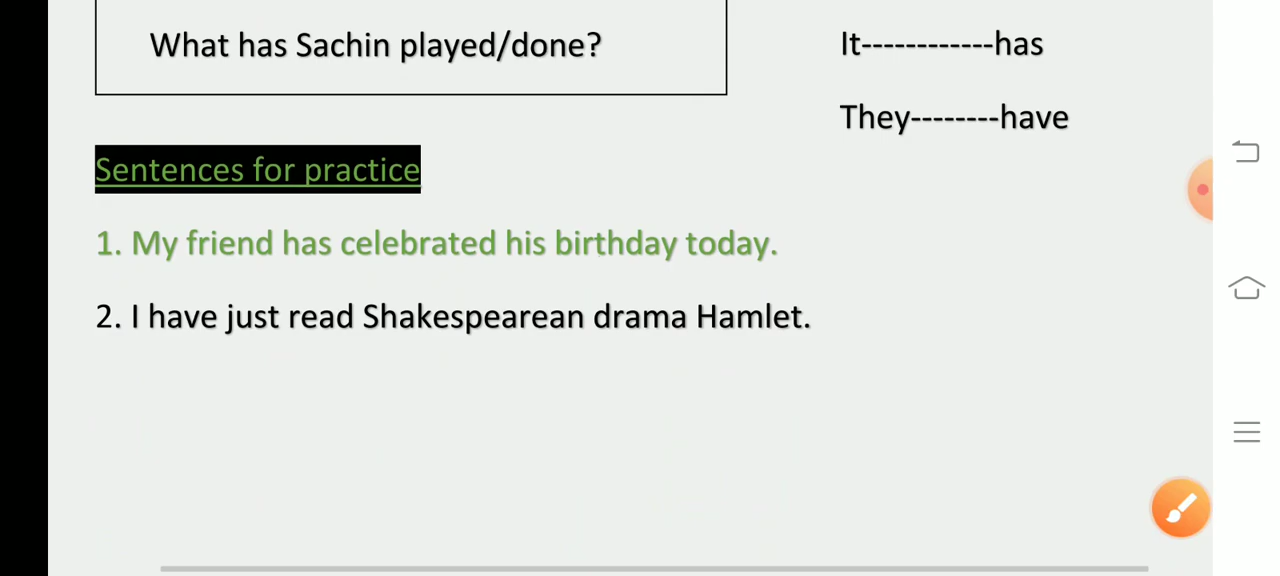 What has Sachin played/done?
It------------has
They--------have
Sentences for practice
1. My friend has celebrated his birthday today.
2. I have just read Shakespearean drama Hamlet.